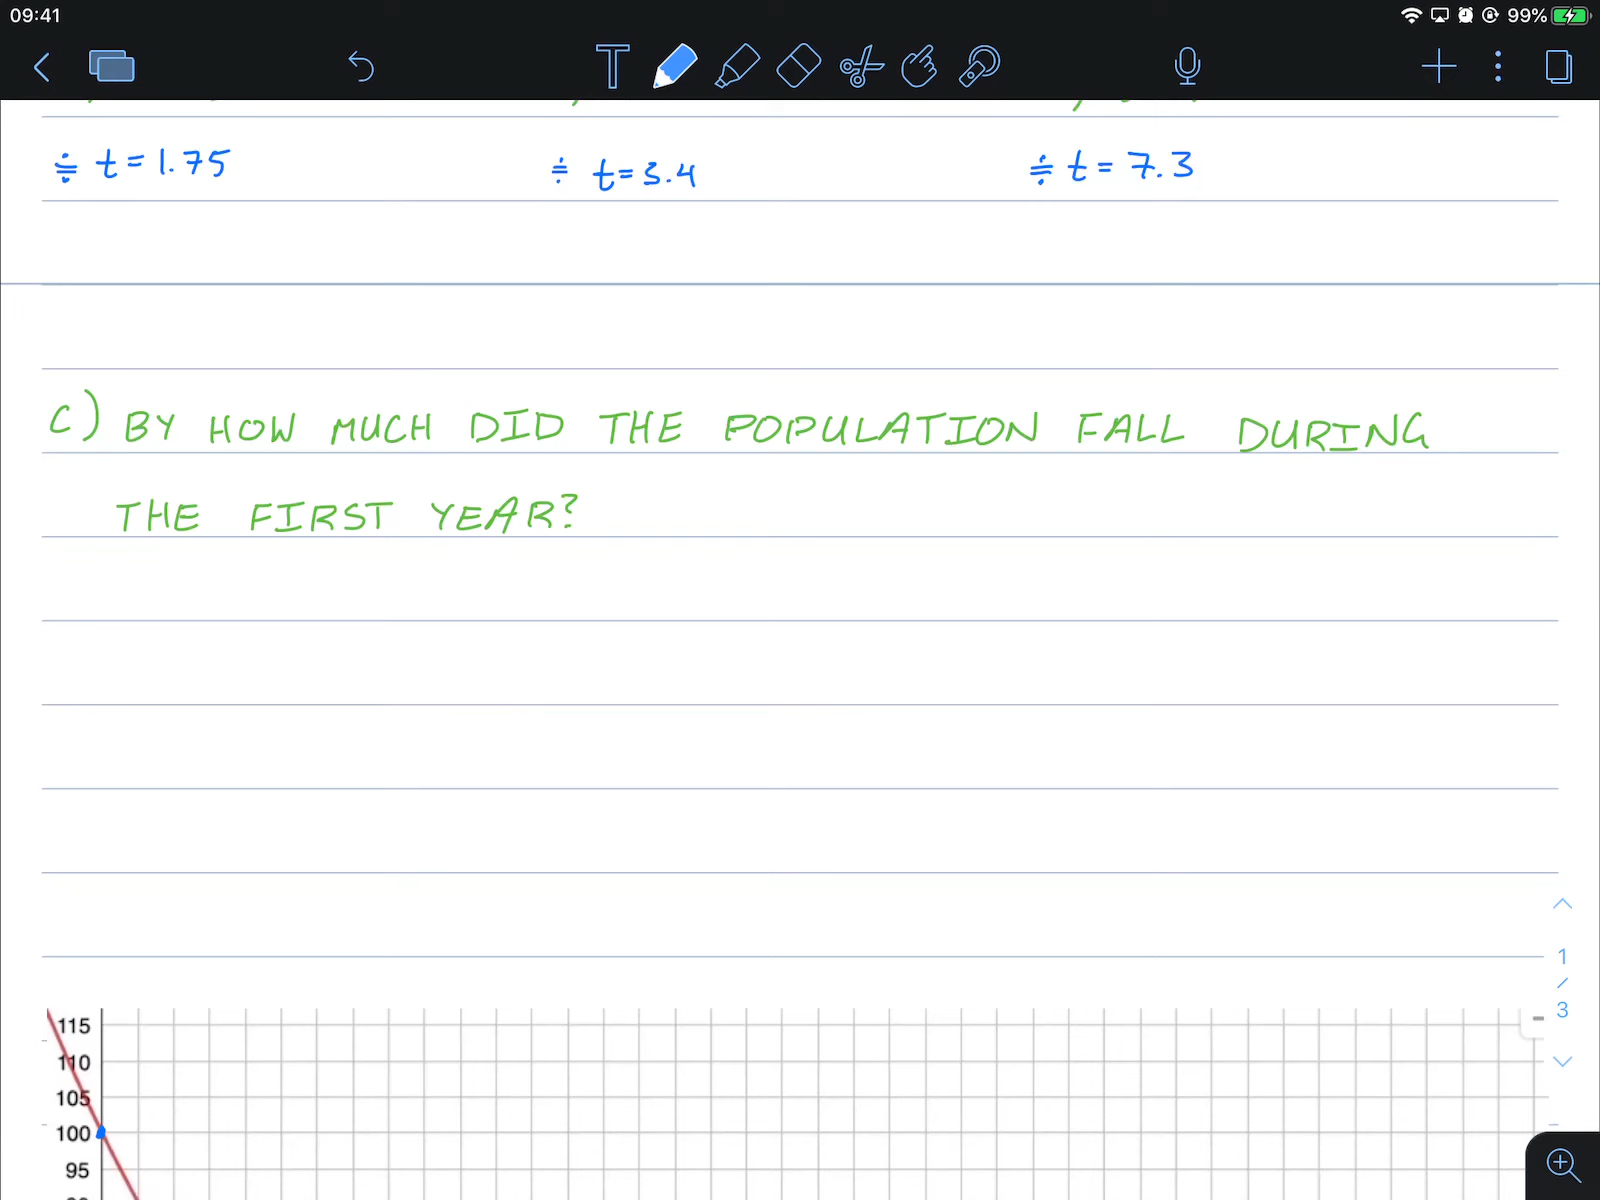 09:41
99%
T
÷ t = 1.75
÷ t = 3.4
÷ t = 7.3
C) BY HOW MUCH DID THE POPULATION FALL DURING
THE FIRST YEAR?
1
/
3
115
110
105
100
95